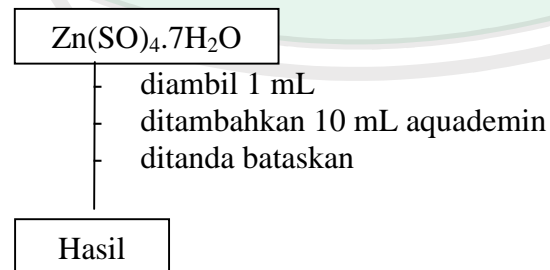 Zn(SO)₄.7H₂O
- diambil 1 mL
- ditambahkan 10 mL aquademin
- ditanda bataskan
Hasil